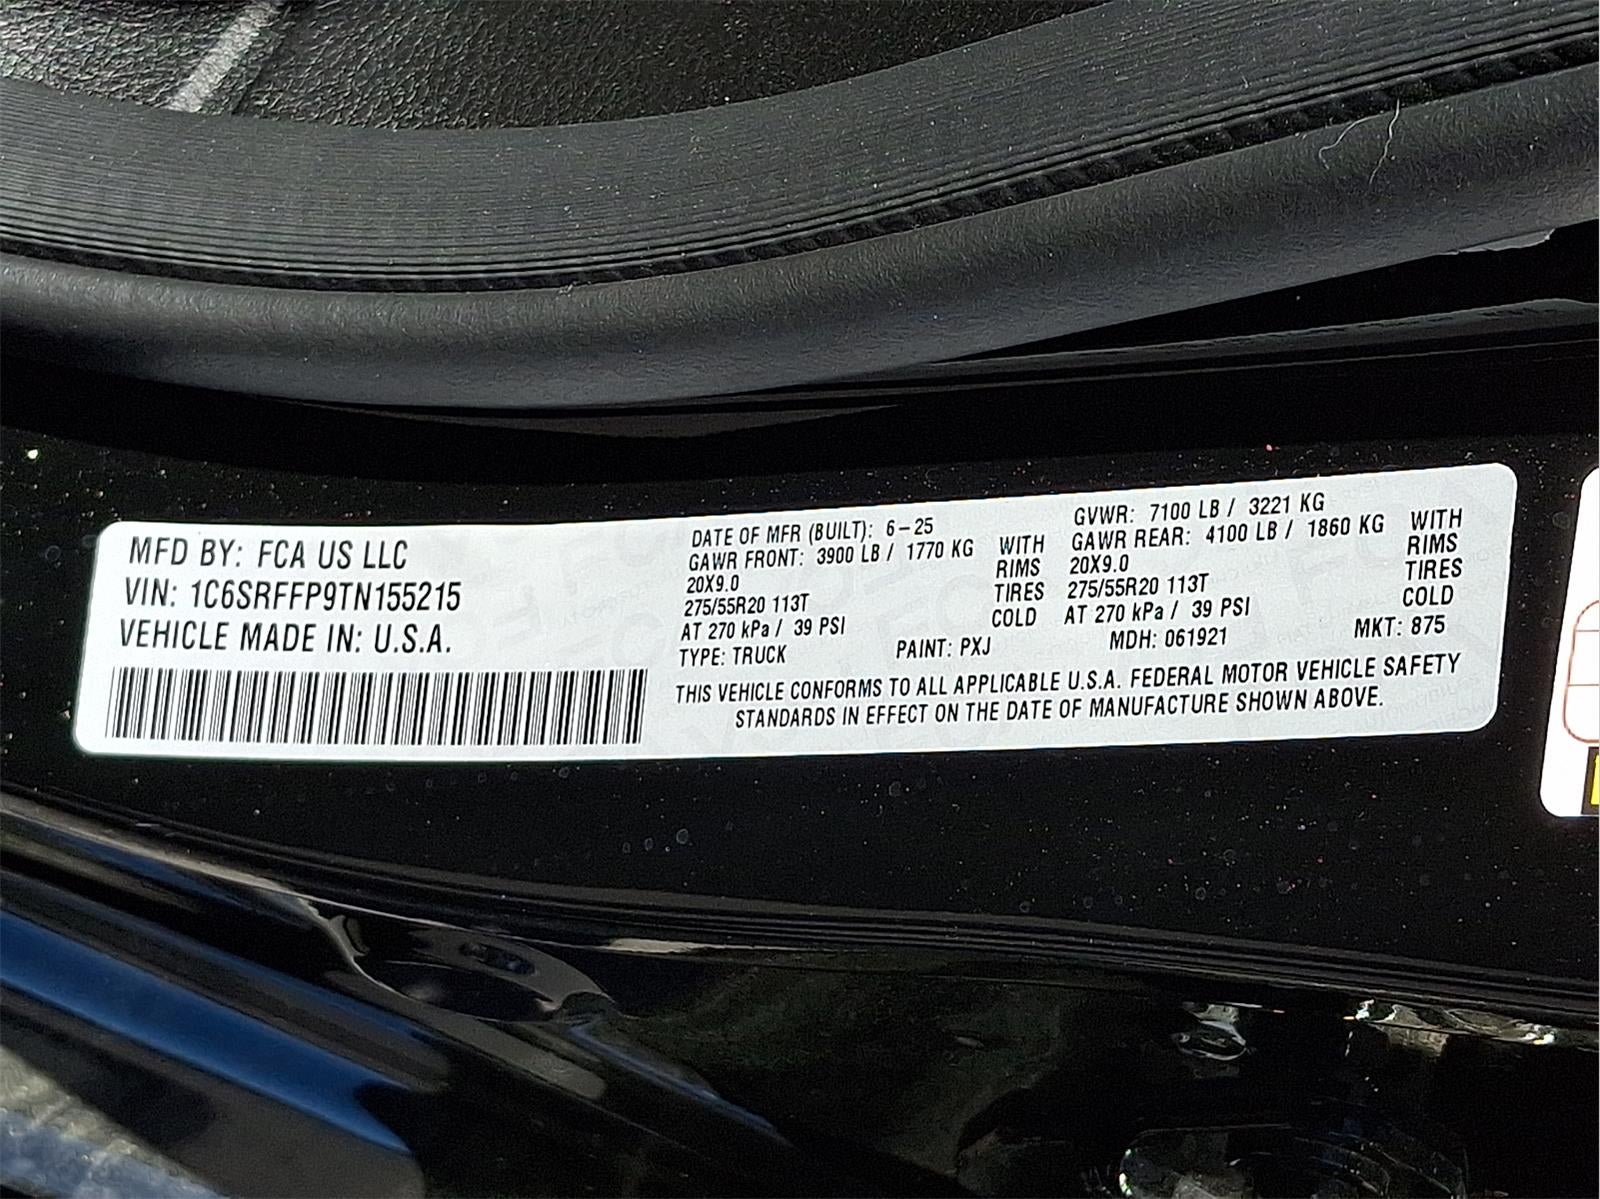 MFD BY: FCA US LLC
VIN: 1C6SRFFP9TN155215
VEHICLE MADE IN: U.S.A.
DATE OF MFR (BUILT): 6-25
GAWR FRONT: 3900 LB / 1770 KG WITH
20X9.0 RIMS
275/55R20 113T TIRES
AT 270 kPa / 39 PSI COLD
GVWR: 7100 LB / 3221 KG
GAWR REAR: 4100 LB / 1860 KG WITH
20X9.0 RIMS
275/55R20 113T TIRES
AT 270 kPa / 39 PSI COLD
TYPE: TRUCK PAINT: PXJ MDH: 061921 MKT: 875
THIS VEHICLE CONFORMS TO ALL APPLICABLE U.S.A. FEDERAL MOTOR VEHICLE SAFETY
STANDARDS IN EFFECT ON THE DATE OF MANUFACTURE SHOWN ABOVE.